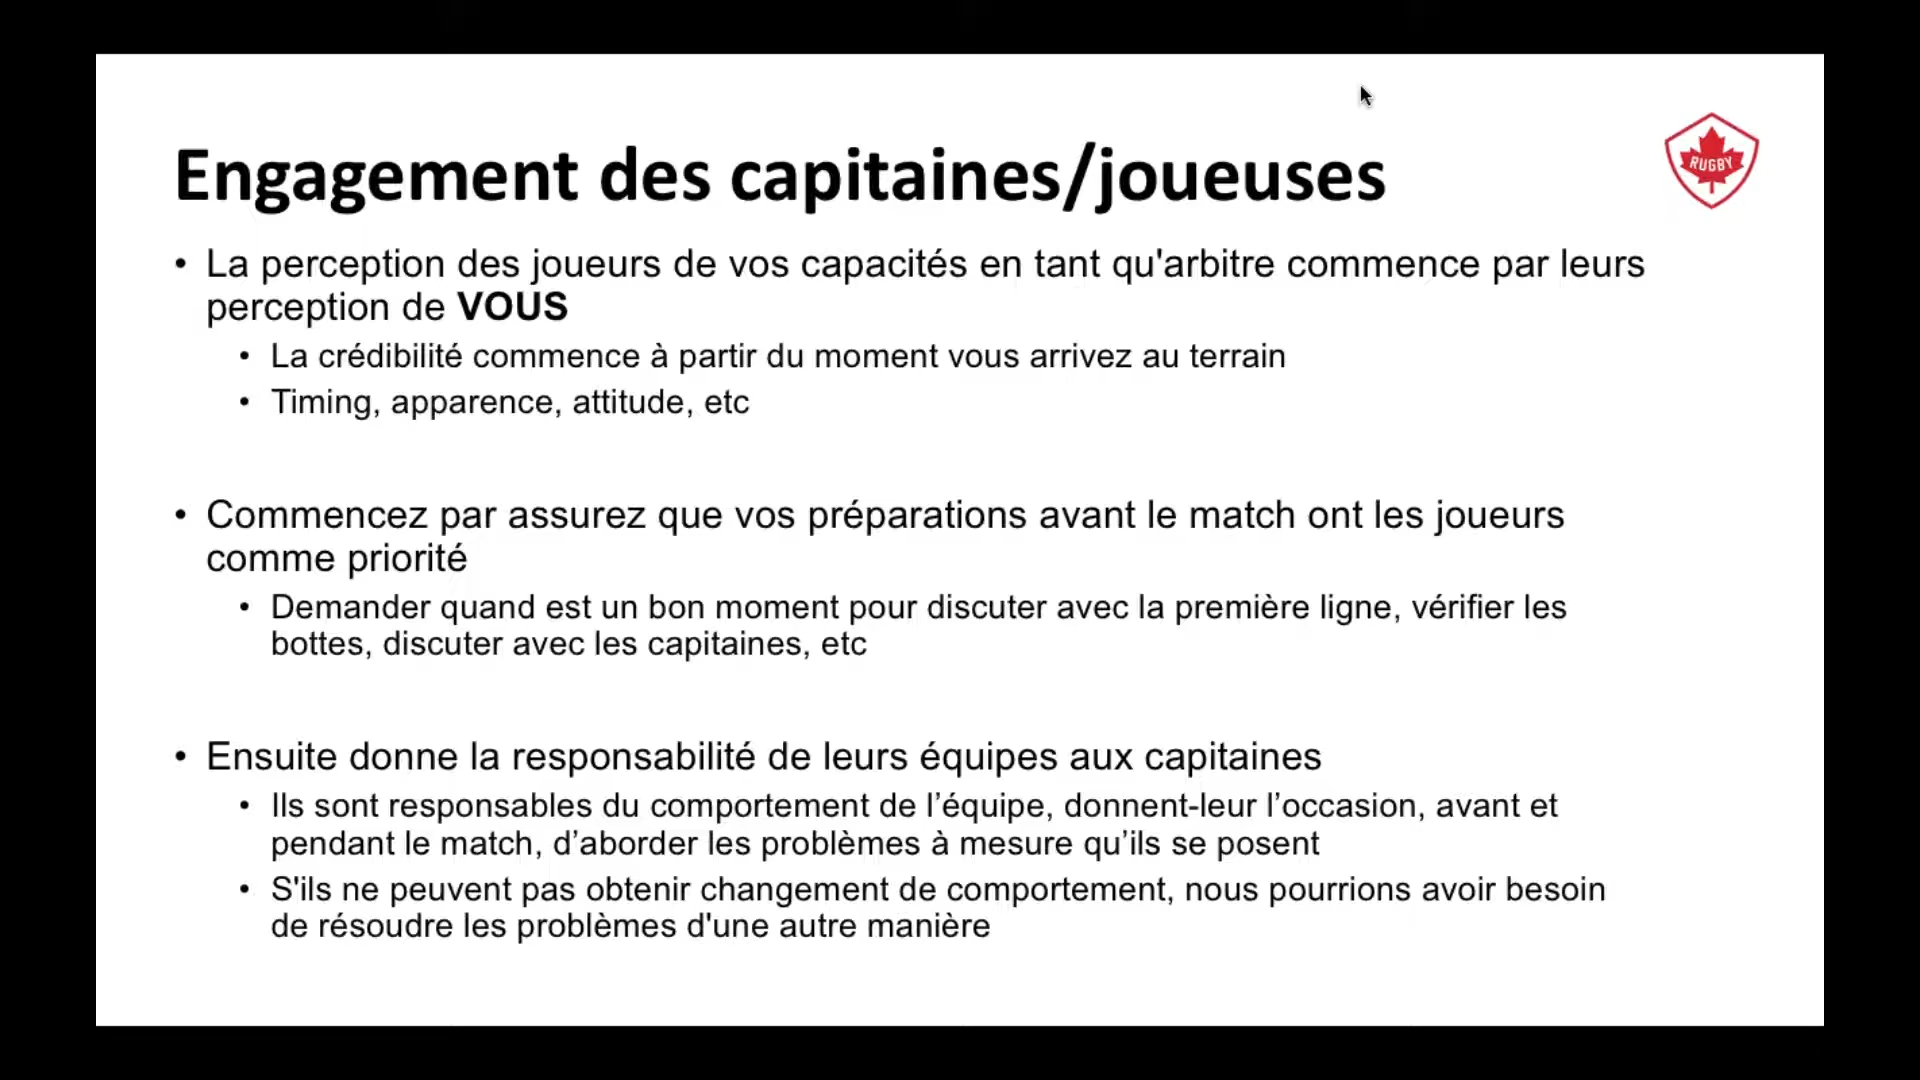 Engagement des capitaines/joueuses
RUGBY
• La perception des joueurs de vos capacités en tant qu'arbitre commence par leurs
perception de VOUS
• La crédibilité commence à partir du moment vous arrivez au terrain
• Timing, apparence, attitude, etc
• Commencez par assurez que vos préparations avant le match ont les joueurs
comme priorité
• Demander quand est un bon moment pour discuter avec la première ligne, vérifier les
bottes, discuter avec les capitaines, etc
• Ensuite donne la responsabilité de leurs équipes aux capitaines
• Ils sont responsables du comportement de l’équipe, donnent-leur l’occasion, avant et
pendant le match, d’aborder les problèmes à mesure qu’ils se posent
• S'ils ne peuvent pas obtenir changement de comportement, nous pourrions avoir besoin
de résoudre les problèmes d'une autre manière